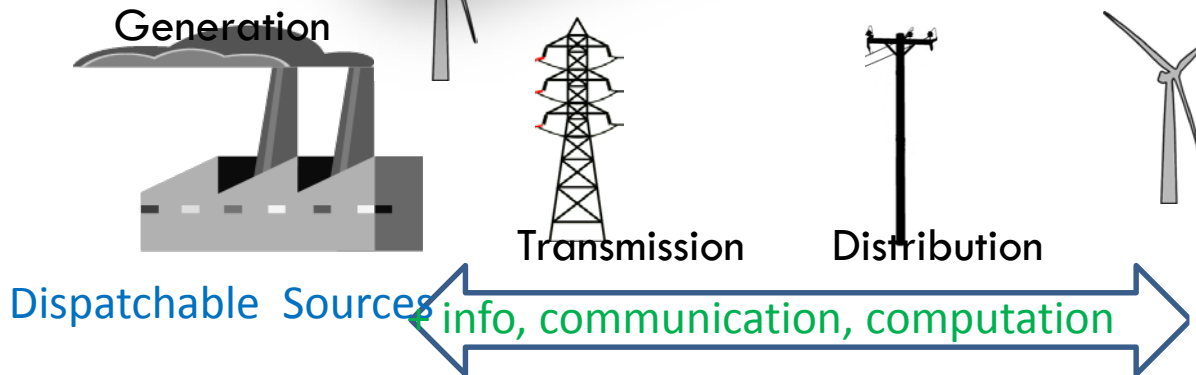 Generation
Transmission
Distribution
Dispatchable Sources
+ info, communication, computation